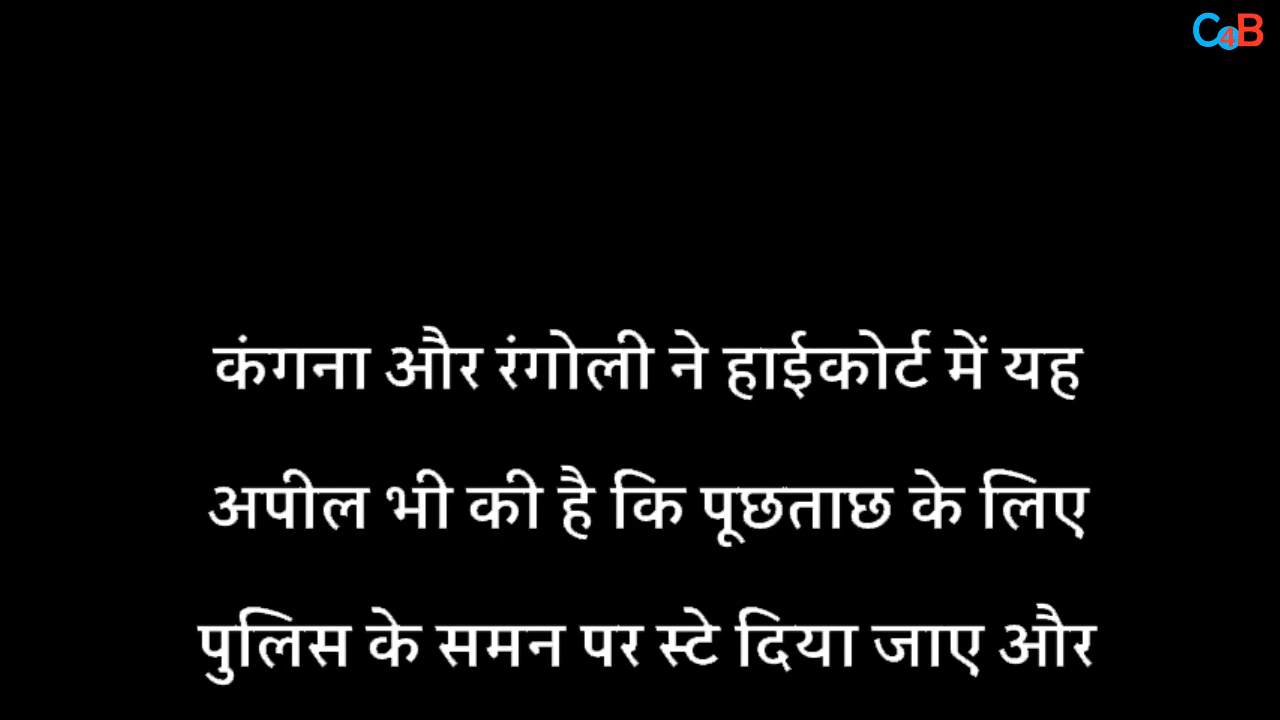 C4B
कंगना और रंगोली ने हाईकोर्ट में यह
अपील भी की है कि पूछताछ के लिए
पुलिस के समन पर स्टे दिया जाए और